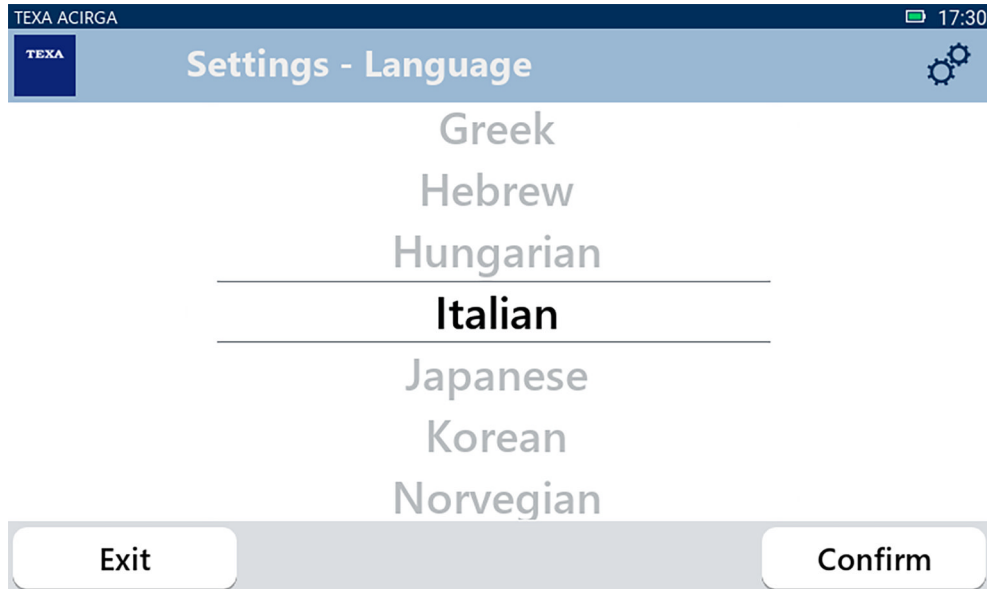 TEXA ACIRGA 17:30
TEXA Settings - Language
Greek
Hebrew
Hungarian
Italian
Japanese
Korean
Norvegian
Exit Confirm